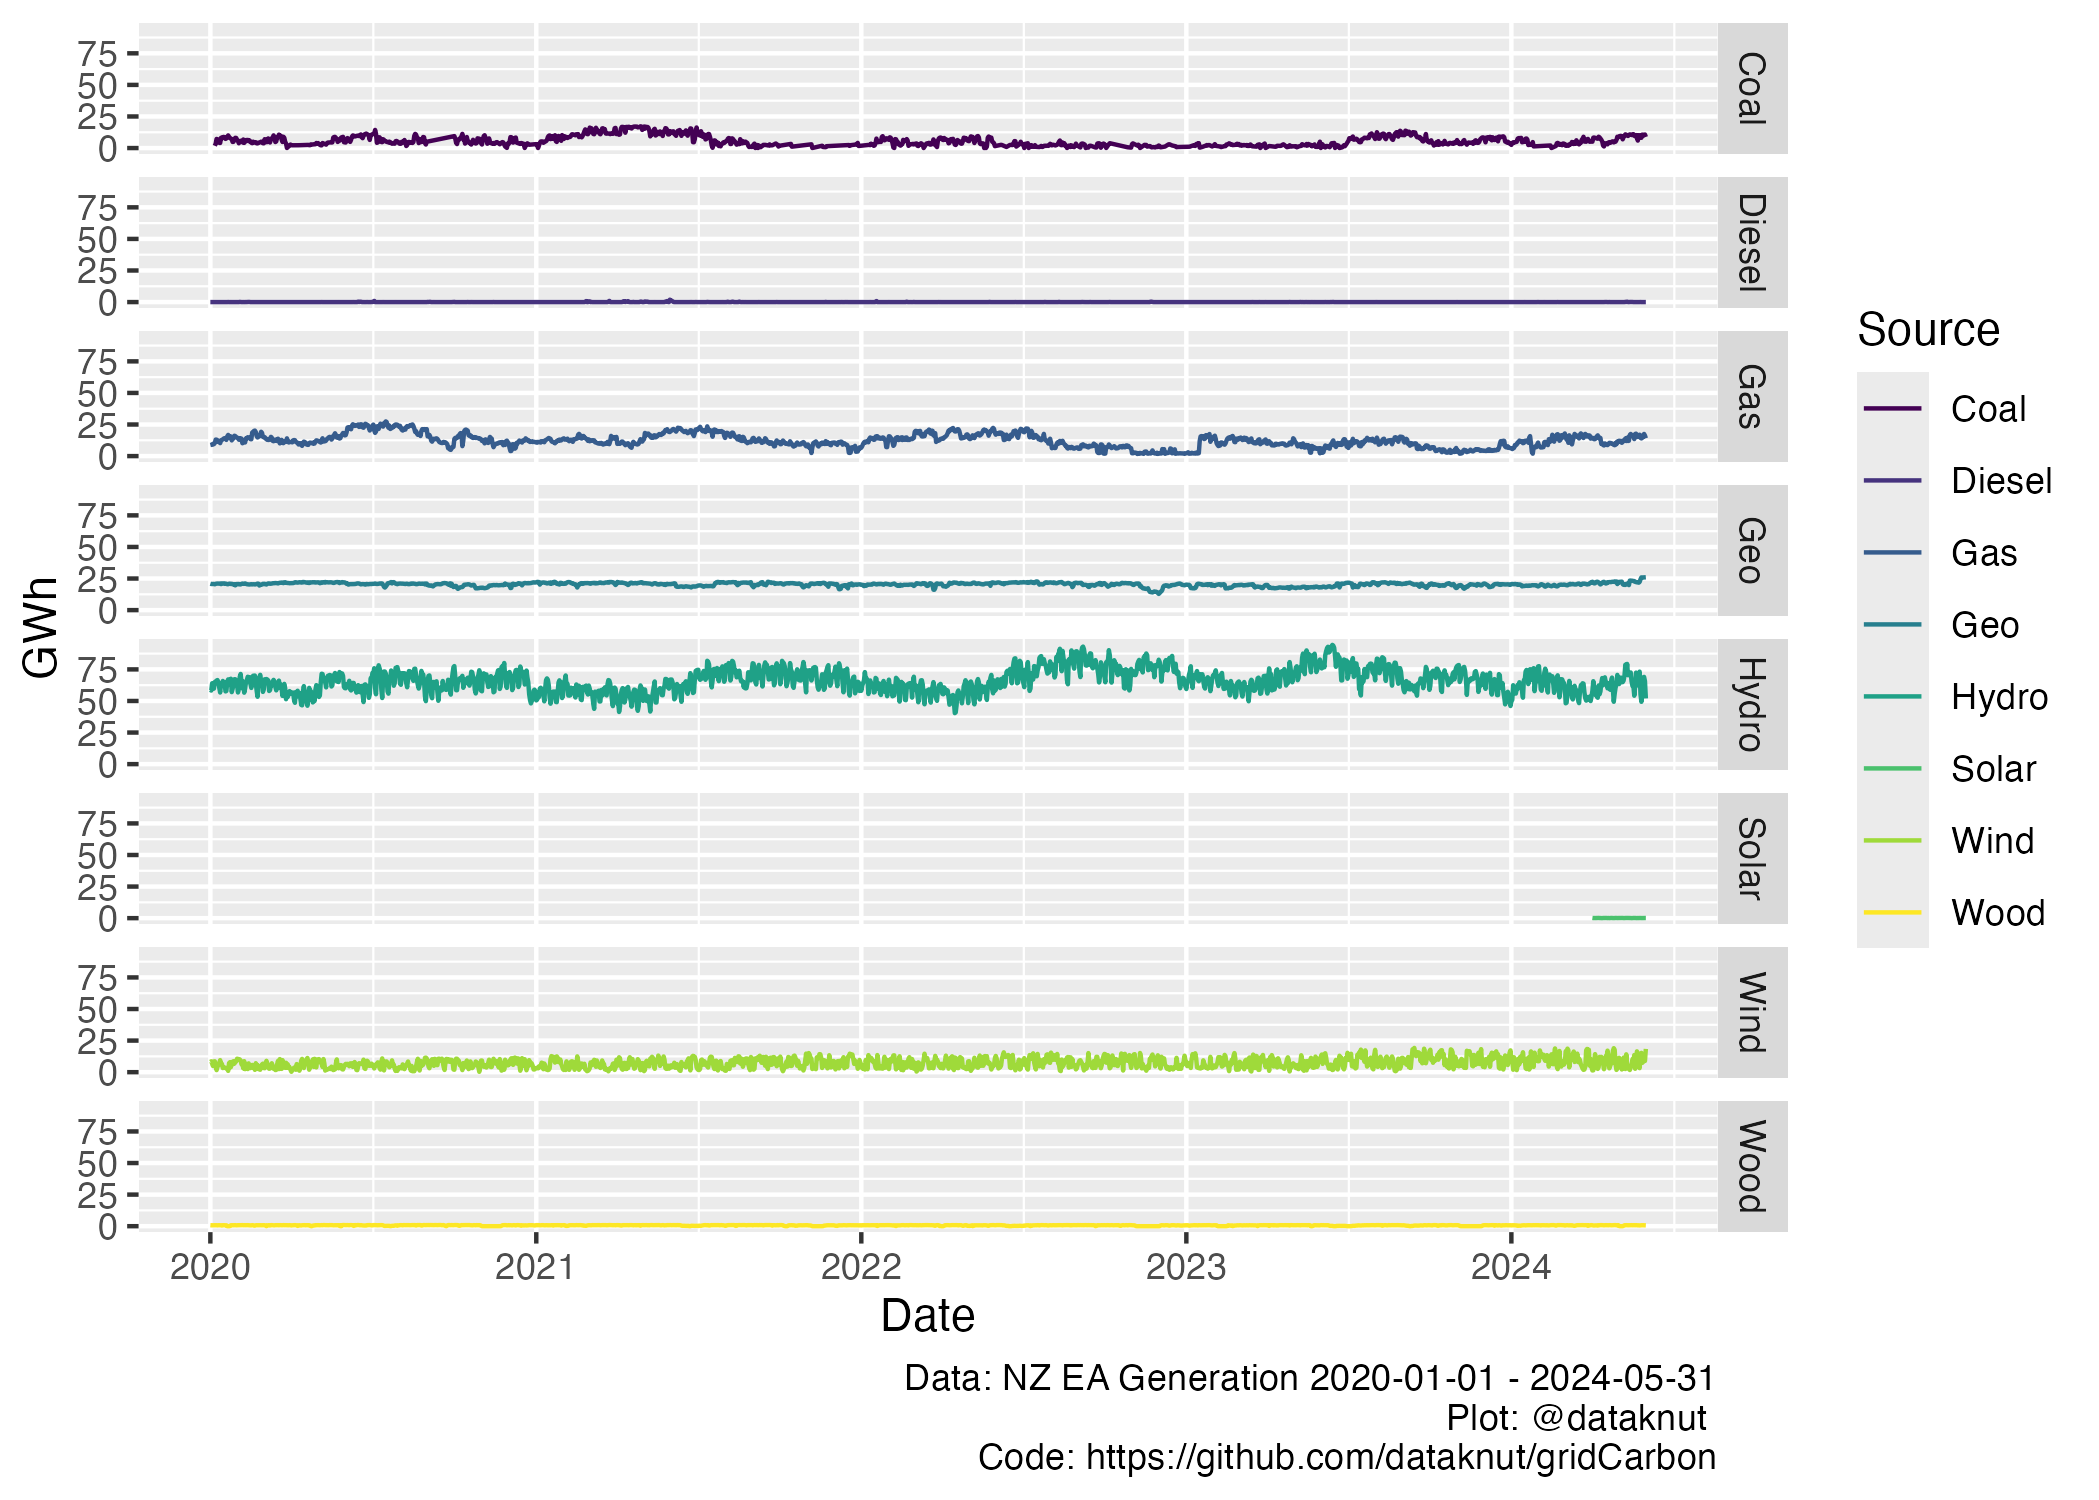 75
50
25
0
Coal
75
50
25
0
Diesel
75
50
25
0
Gas
75
50
25
0
Geo
75
50
25
0
Hydro
75
50
25
0
Solar
75
50
25
0
Wind
75
50
25
0
Wood
GWh
2020 2021 2022 2023 2024
Date
Source
Coal
Diesel
Gas
Geo
Hydro
Solar
Wind
Wood
Data: NZ EA Generation 2020-01-01 - 2024-05-31
Plot: @dataknut
Code: https://github.com/dataknut/gridCarbon